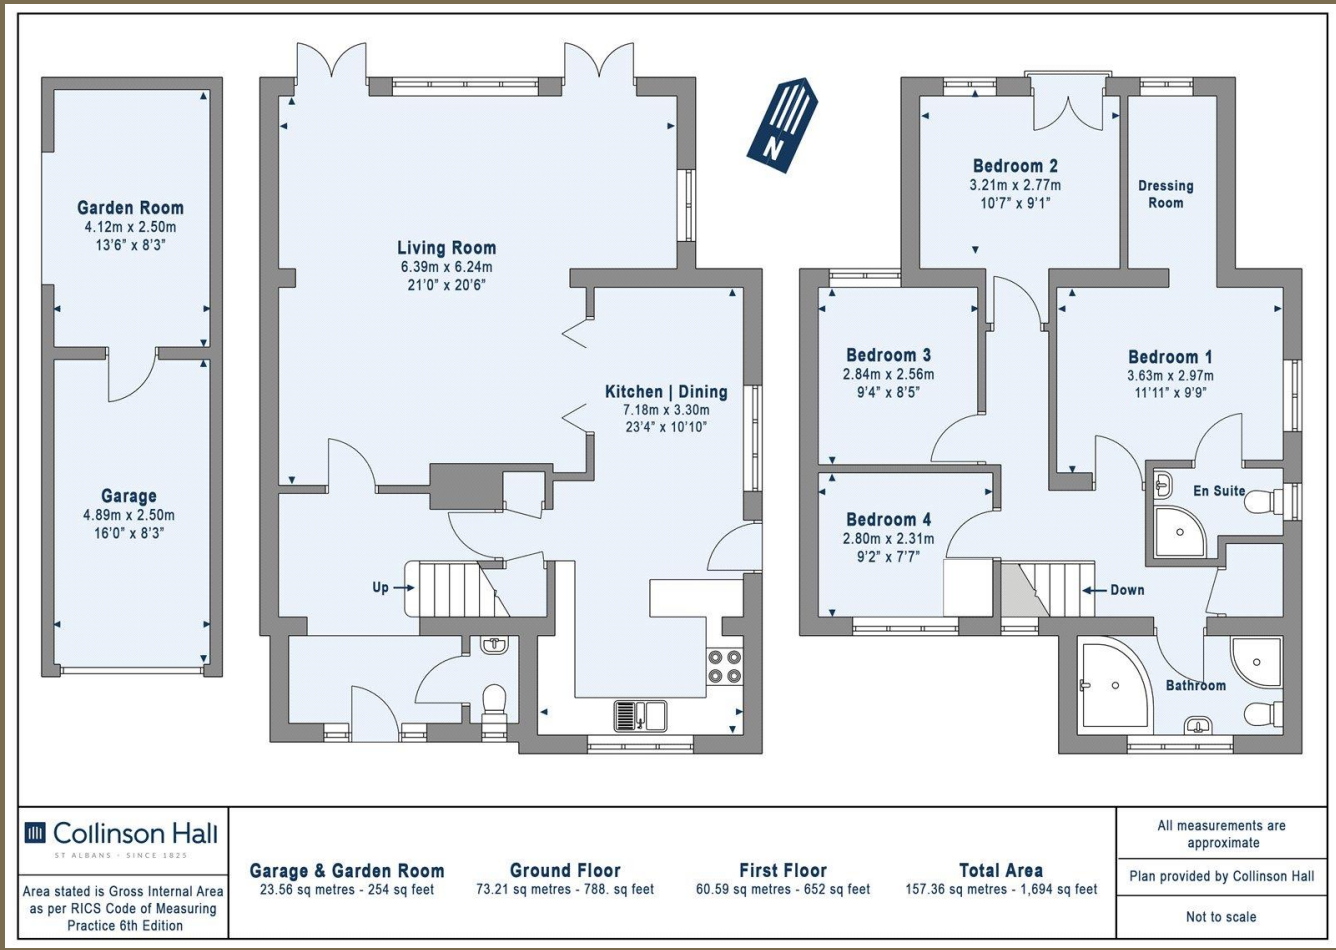 Garden Room
4.12m x 2.50m
13'6" x 8'3"
Garage
4.89m x 2.50m
16'0" x 8'3"
Living Room
6.39m x 6.24m
21'0" x 20'6"
Kitchen | Dining
7.18m x 3.30m
23'4" x 10'10"
Up
N
Bedroom 2
3.21m x 2.77m
10'7" x 9'1"
Dressing
Room
Bedroom 3
2.84m x 2.56m
9'4" x 8'5"
Bedroom 1
3.63m x 2.97m
11'11" x 9'9"
En Suite
Bedroom 4
2.80m x 2.31m
9'2" x 7'7"
Down
Bathroom
Collinson Hall
ST ALBANS - SINCE 1825
Area stated is Gross Internal Area
as per RICS Code of Measuring
Practice 6th Edition
Garage & Garden Room
23.56 sq metres - 254 sq feet
Ground Floor
73.21 sq metres - 788. sq feet
First Floor
60.59 sq metres - 652 sq feet
Total Area
157.36 sq metres - 1,694 sq feet
All measurements are
approximate
Plan provided by Collinson Hall
Not to scale